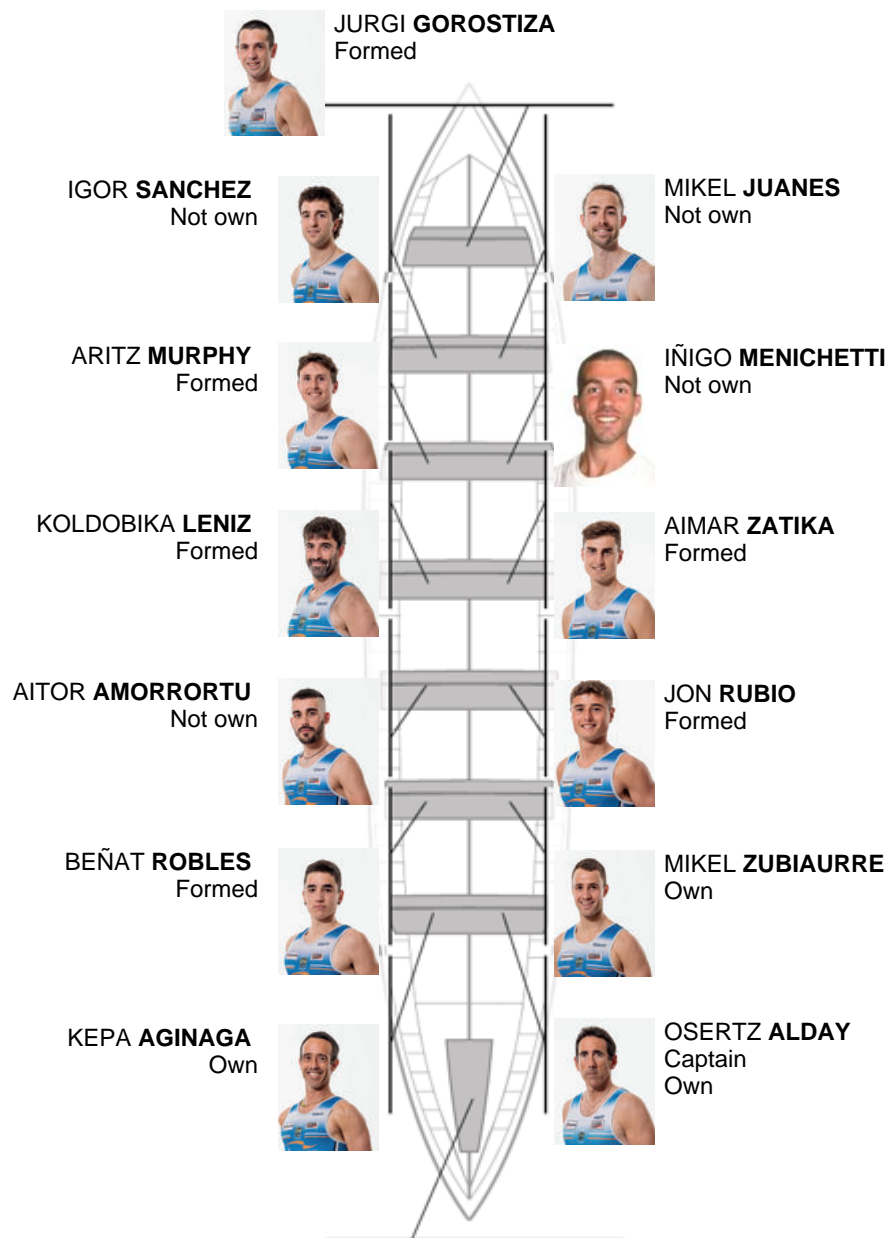 JURGI GOROSTIZA
Formed
IGOR SANCHEZ
Not own
MIKEL JUANES
Not own
ARITZ MURPHY
Formed
IÑIGO MENICHETTI
Not own
KOLDOBIKA LENIZ
Formed
AIMAR ZATIKA
Formed
AITOR AMORRORTU
Not own
JON RUBIO
Formed
BEÑAT ROBLES
Formed
MIKEL ZUBIAURRE
Own
KEPA AGINAGA
Own
OSERTZ ALDAY
Captain
Own